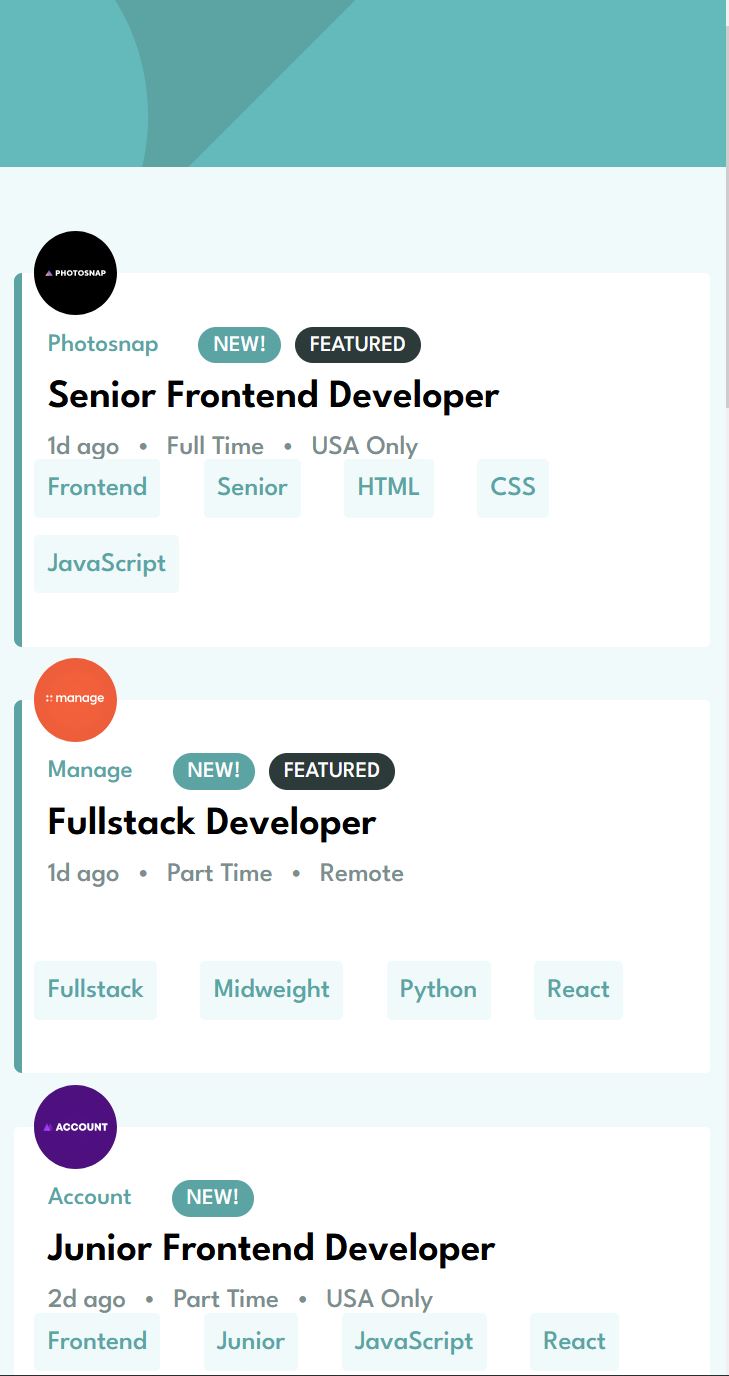 PHOTOSNAP
Photosnap NEW! FEATURED
Senior Frontend Developer
1d ago • Full Time • USA Only
Frontend Senior HTML CSS
JavaScript
manage
Manage NEW! FEATURED
Fullstack Developer
1d ago • Part Time • Remote
Fullstack Midweight Python React
ACCOUNT
Account NEW!
Junior Frontend Developer
2d ago • Part Time • USA Only
Frontend Junior JavaScript React